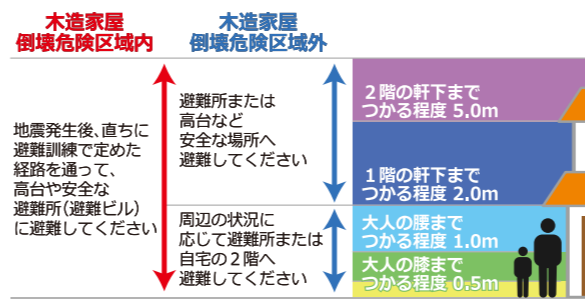 木造家屋
倒壊危険区域内
木造家屋
倒壊危険区域外
地震発生後、直ちに
避難訓練で定めた
経路を通って、
高台や安全な
避難所(避難ビル)
に避難してください
避難所または
高台など
安全な場所へ
避難してください
周辺の状況に
応じて避難所または
自宅の2階へ
避難してください
2階の軒下まで
つかる程度 5.0m
1階の軒下まで
つかる程度 2.0m
大人の腰まで
つかる程度 1.0m
大人の膝まで
つかる程度 0.5m